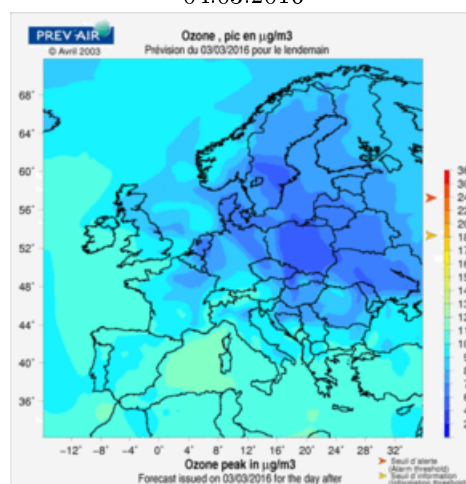 04.03.2016
PREV'AIR
© Avril 2003
Ozone , pic en µg/m3
Prévision du 03/03/2016 pour le lendemain
68°
64°
60°
56°
52°
48°
44°
40°
36°
−12° −8° −4° 0° 4° 8° 12° 16° 20° 24° 28° 32°
Ozone peak in µg/m3
Forecast issued on 03/03/2016 for the day after
Seuil d'alerte
(Alarm threshold)
Seuil d'information